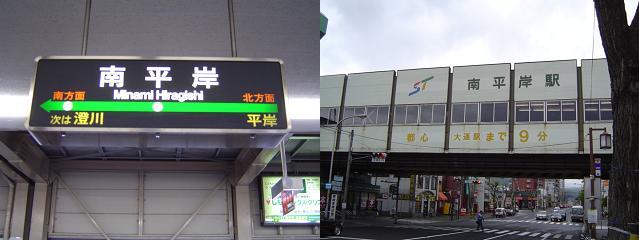 南平岸
Minami Hiragishi
南方面 北方面
次は澄川 平岸
ST 南平岸駅
都心 大通駅まで9分